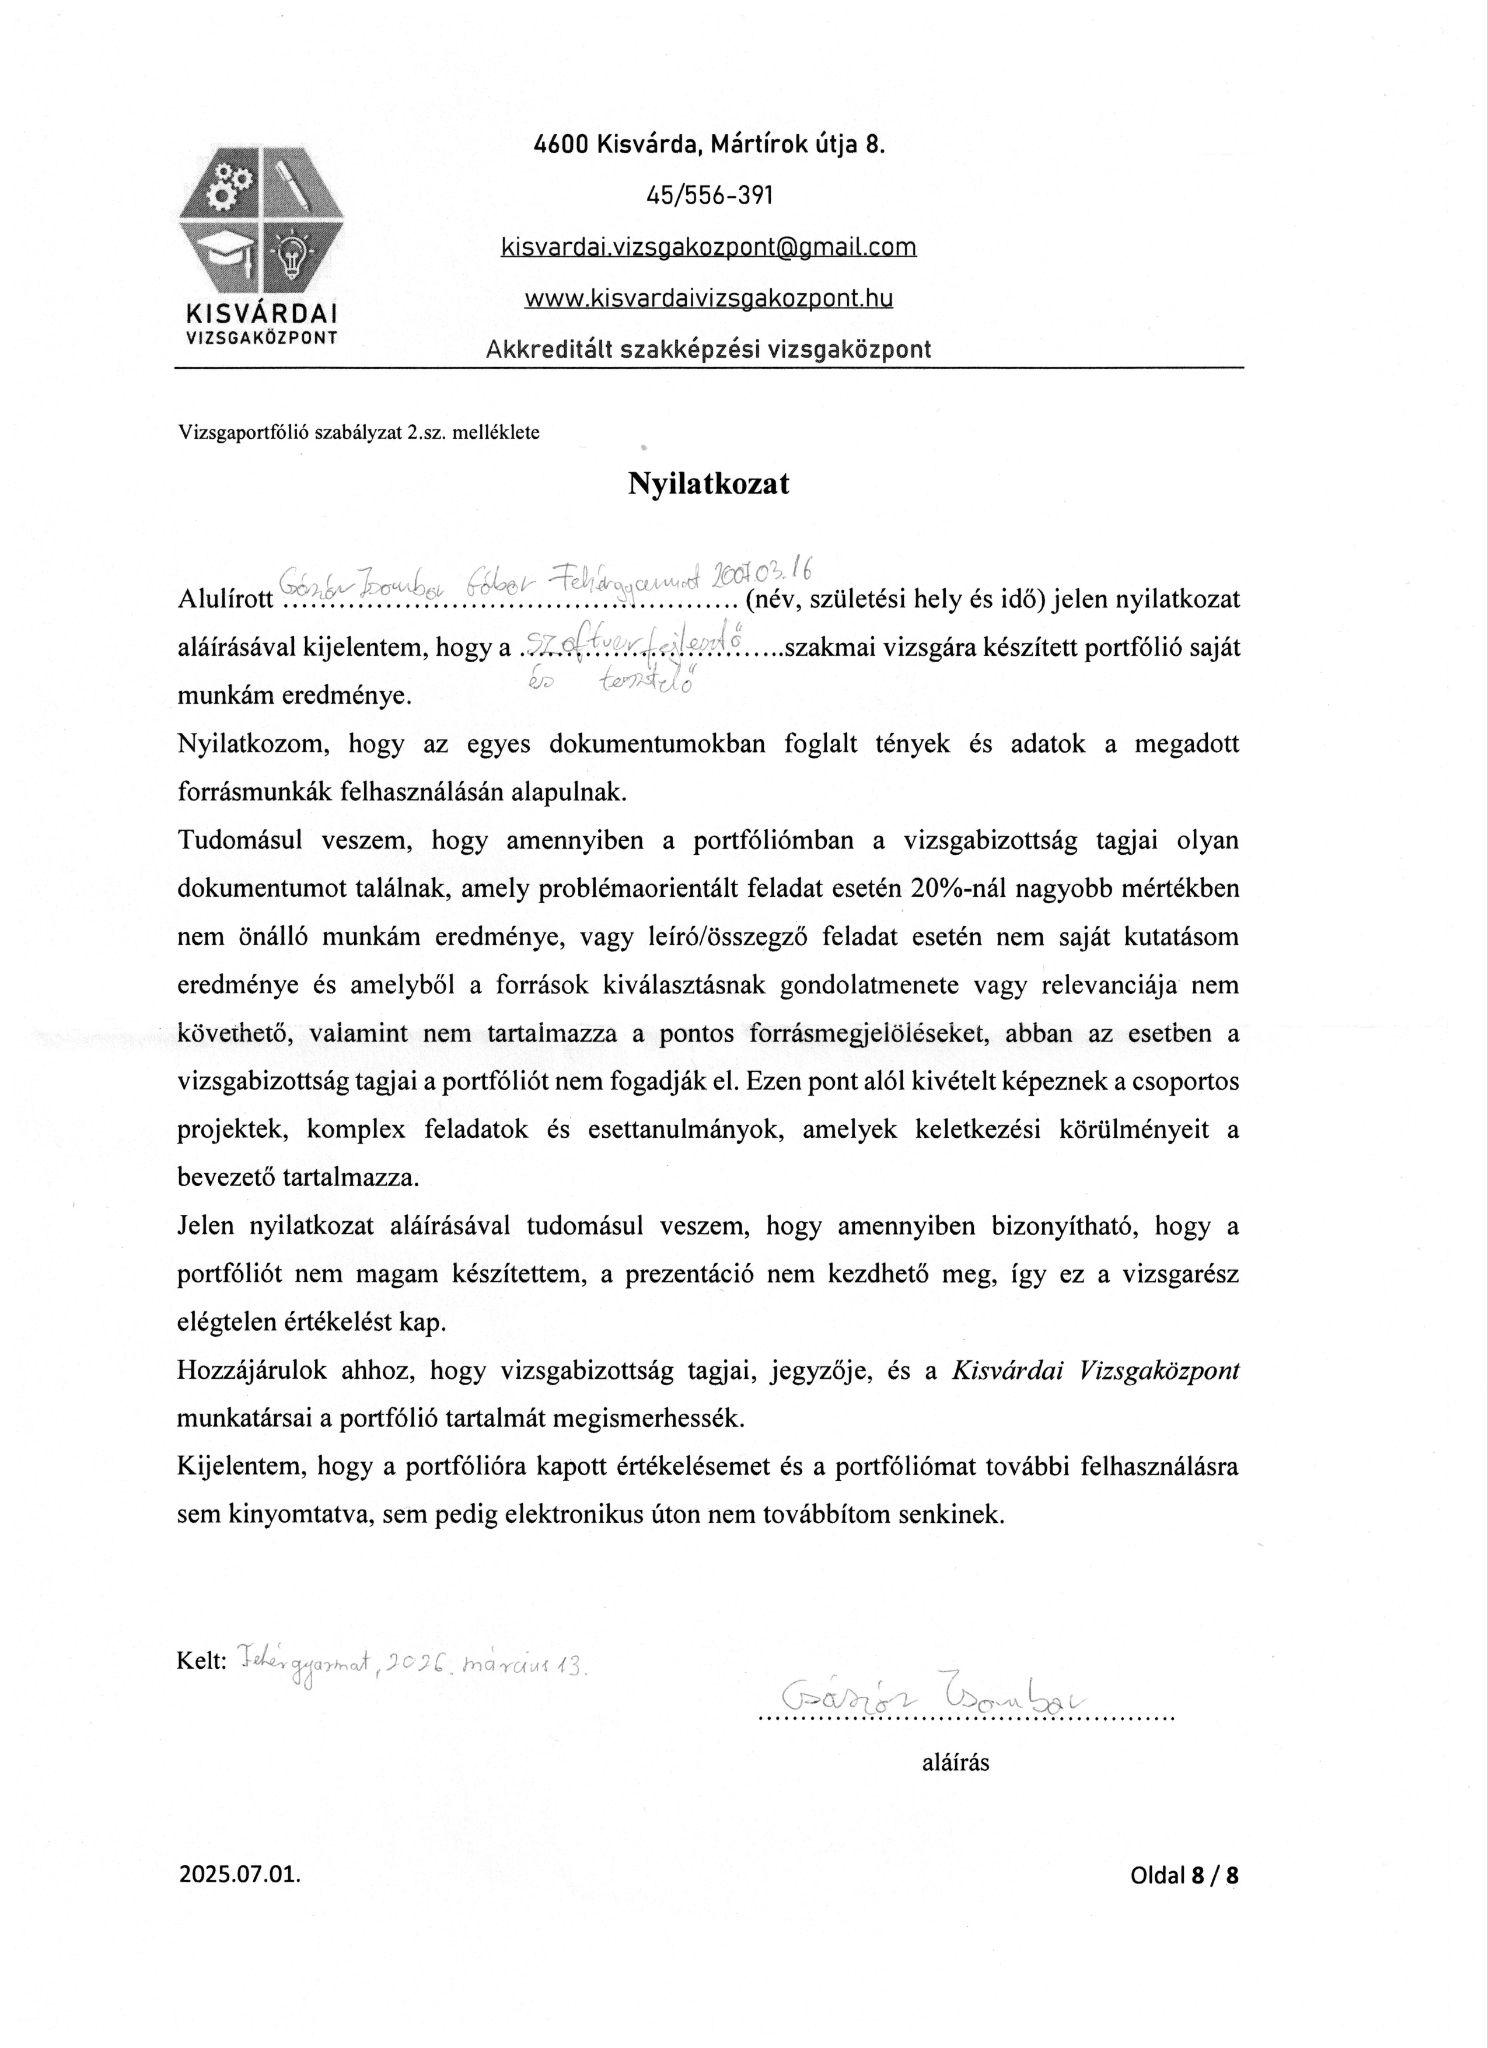 4600 Kisvárda, Mártírok útja 8.
45/556-391
kisvardai.vizsgakozpont@gmail.com
www.kisvardaivizsgakozpont.hu
Akkreditált szakképzési vizsgaközpont
KISVÁRDAI
VIZSGAKÖZPONT
Vizsgaportfólió szabályzat 2.sz. melléklete
Nyilatkozat
Alulírott Császár Zsombor Gábor Fehérgyarmat 2007.03.16 (név, születési hely és idő) jelen nyilatkozat
aláírásával kijelentem, hogy a szoftverfejlesztő szakmai vizsgára készített portfólió saját
és tesztelő
munkám eredménye.
Nyilatkozom, hogy az egyes dokumentumokban foglalt tények és adatok a megadott
forrásmunkák felhasználásán alapulnak.
Tudomásul veszem, hogy amennyiben a portfóliómban a vizsgabizottság tagjai olyan
dokumentumot találnak, amely problémaorientált feladat esetén 20%-nál nagyobb mértékben
nem önálló munkám eredménye, vagy leíró/összegző feladat esetén nem saját kutatásom
eredménye és amelyből a források kiválasztásnak gondolatmenete vagy relevanciája nem
követhető, valamint nem tartalmazza a pontos forrásmegjelöléseket, abban az esetben a
vizsgabizottság tagjai a portfóliót nem fogadják el. Ezen pont alól kivételt képeznek a csoportos
projektek, komplex feladatok és esettanulmányok, amelyek keletkezési körülményeit a
bevezető tartalmazza.
Jelen nyilatkozat aláírásával tudomásul veszem, hogy amennyiben bizonyítható, hogy a
portfóliót nem magam készítettem, a prezentáció nem kezdhető meg, így ez a vizsgarész
elégtelen értékelést kap.
Hozzájárulok ahhoz, hogy vizsgabizottság tagjai, jegyzője, és a Kisvárdai Vizsgaközpont
munkatársai a portfólió tartalmát megismerhessék.
Kijelentem, hogy a portfólióra kapott értékelésemet és a portfóliómat további felhasználásra
sem kinyomtatva, sem pedig elektronikus úton nem továbbítom senkinek.
Kelt: Fehérgyarmat, 2026. március 13.
Császár Zsombor
aláírás
2025.07.01.
Oldal 8 / 8